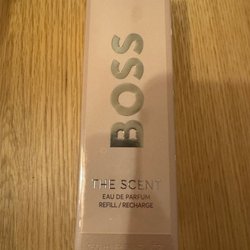 BOSS
THE SCENT
EAU DE PARFUM
REFILL / RECHARGE